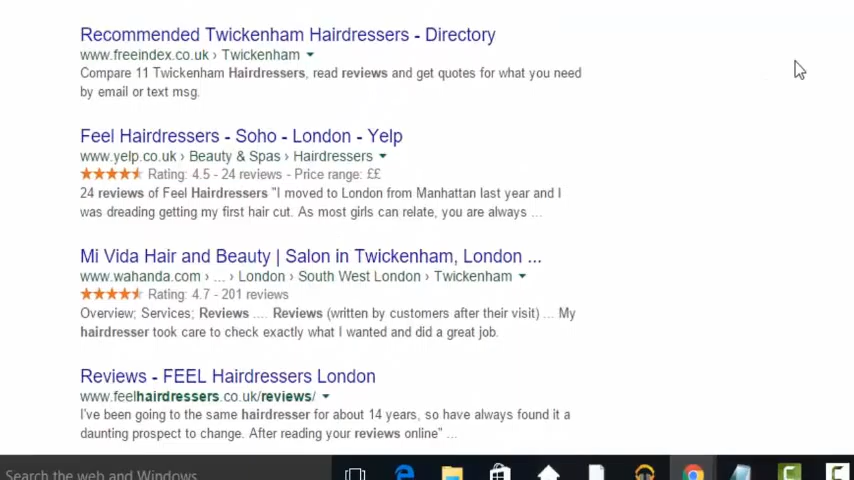 Recommended Twickenham Hairdressers - Directory
www.freeindex.co.uk › Twickenham
Compare 11 Twickenham Hairdressers, read reviews and get quotes for what you need
by email or text msg.
Feel Hairdressers - Soho - London - Yelp
www.yelp.co.uk › Beauty & Spas › Hairdressers
Rating: 4.5 - 24 reviews - Price range: ££
24 reviews of Feel Hairdressers "I moved to London from Manhattan last year and I
was dreading getting my first hair cut. As most girls can relate, you are always ...
Mi Vida Hair and Beauty | Salon in Twickenham, London ...
www.wahanda.com › ... › London › South West London › Twickenham
Rating: 4.7 - 201 reviews
Overview; Services; Reviews .... Reviews (written by customers after their visit) ... My
hairdresser took care to check exactly what I wanted and did a great job.
Reviews - FEEL Hairdressers London
www.feelhairdressers.co.uk/reviews/
I've been going to the same hairdresser for about 14 years, so have always found it a
daunting prospect to change. After reading your reviews online" ...
Search the web and Windows